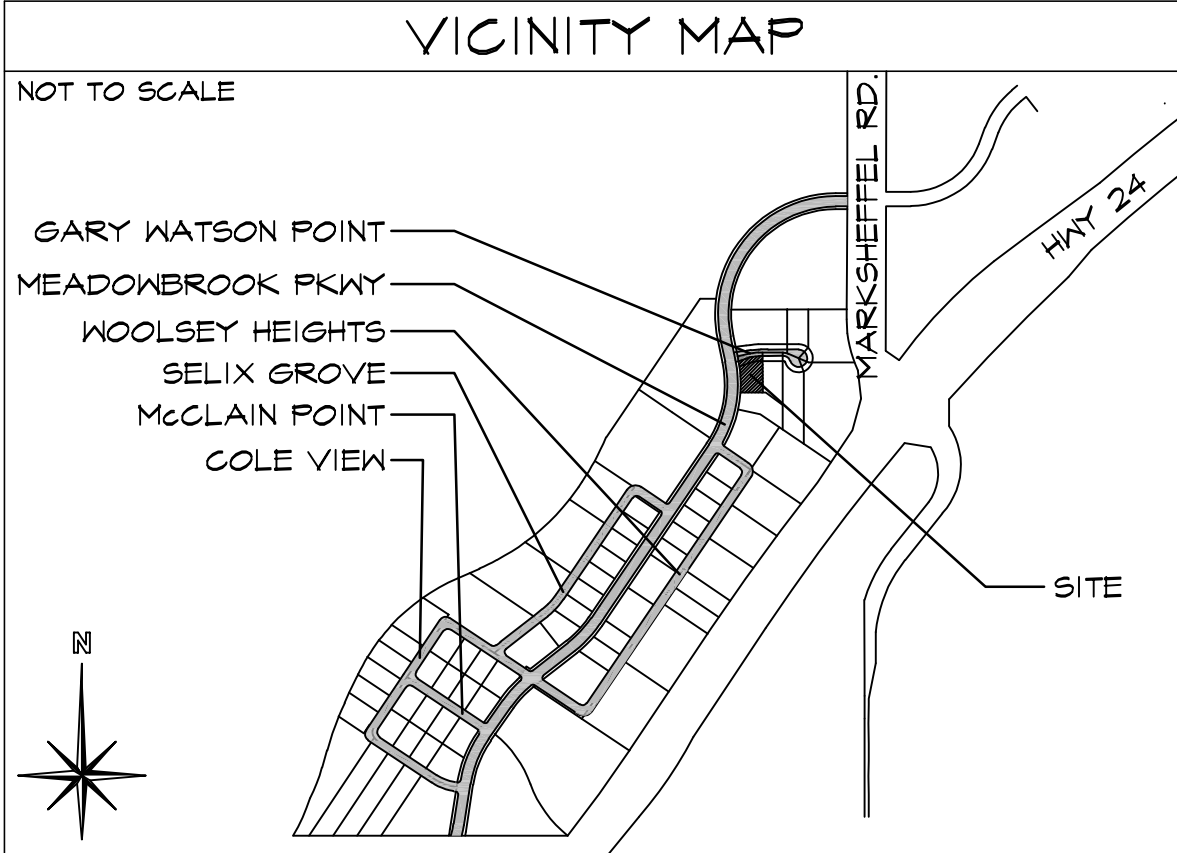 VICINITY MAP
NOT TO SCALE
MARKSHEFFEL RD.
HWY 24
GARY WATSON POINT
MEADOWBROOK PKWY
WOOLSEY HEIGHTS
SELIX GROVE
McCLAIN POINT
COLE VIEW
SITE
N